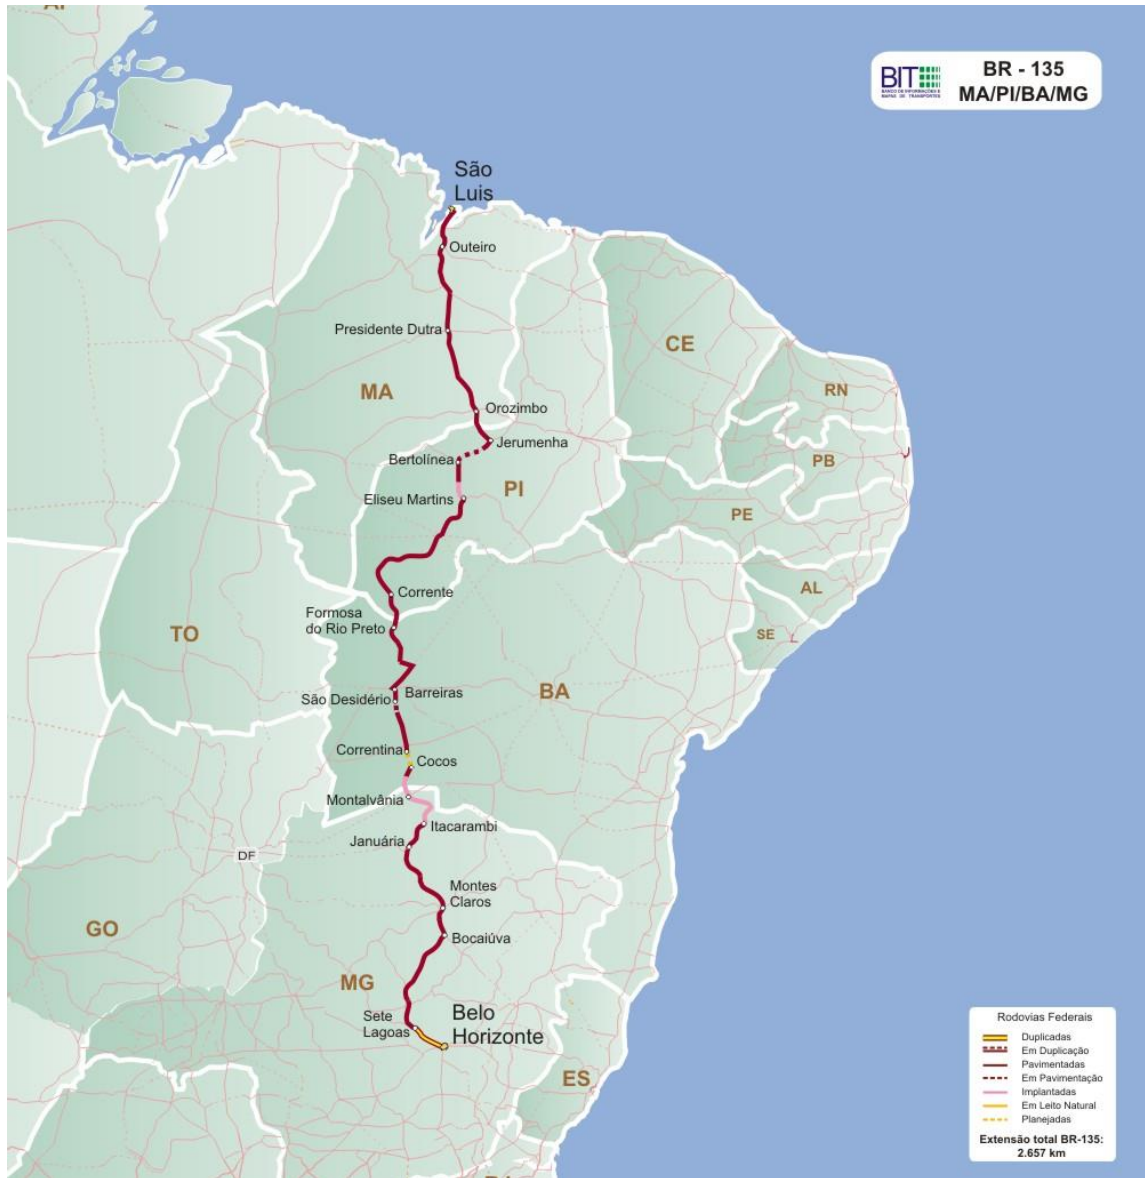 BIT
BANCO DE INFORMAÇÕES E
MAPAS DE TRANSPORTES
BR - 135
MA/PI/BA/MG
São
Luis
Outeiro
Presidente Dutra
CE
MA
RN
Orozimbo
Jerumenha
Bertolínea
PB
PI
Eliseu Martins
PE
AL
Corrente
Formosa
do Rio Preto
TO
SE
BA
Barreiras
São Desidério
Correntina
Cocos
Montalvânia
Itacarambi
Januária
DF
Montes
Claros
GO
Bocaiúva
MG
Sete
Lagoas
Belo
Horizonte
ES
Rodovias Federais
Duplicadas
Em Duplicação
Pavimentadas
Em Pavimentação
Implantadas
Em Leito Natural
Planejadas
Extensão total BR-135:
2.657 km